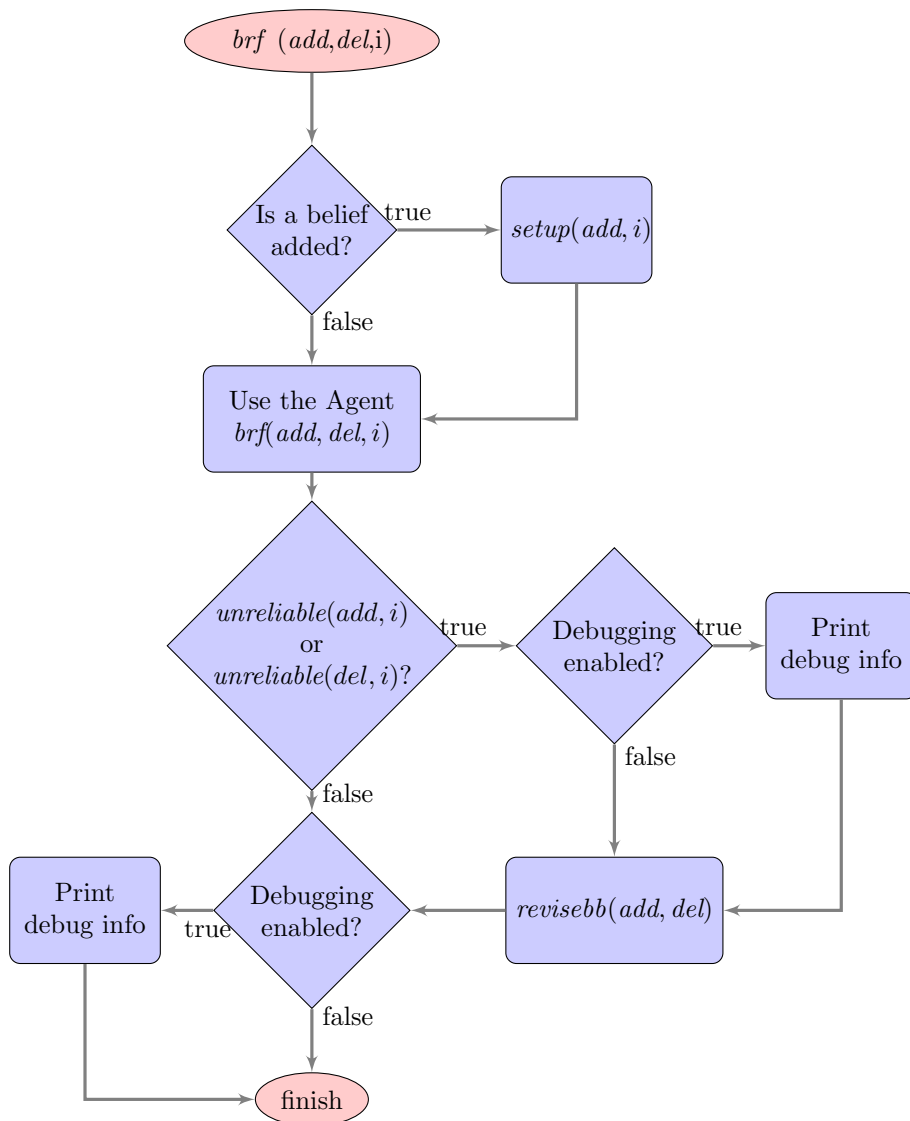 brf (add,del,i)
Is a belief
added?
true
setup(add, i)
false
Use the Agent
brf(add, del, i)
unreliable(add, i)
or
unreliable(del, i)?
true
Debugging
enabled?
true
Print
debug info
false
false
Print
debug info
true
Debugging
enabled?
revisebb(add, del)
false
finish